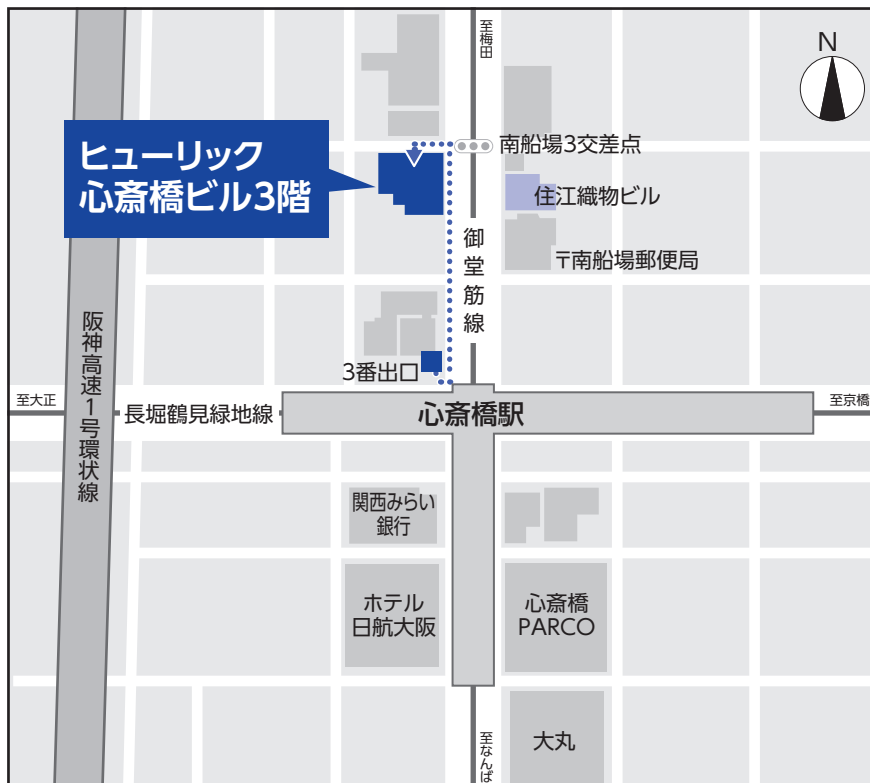 至梅田
N
南船場3交差点
ヒューリック
心斎橋ビル3階
住江織物ビル
御堂筋線
〒南船場郵便局
阪神高速1号環状線
3番出口
至大正
長堀鶴見緑地線
心斎橋駅
至京橋
関西みらい
銀行
ホテル
日航大阪
心斎橋
PARCO
至なんば
大丸